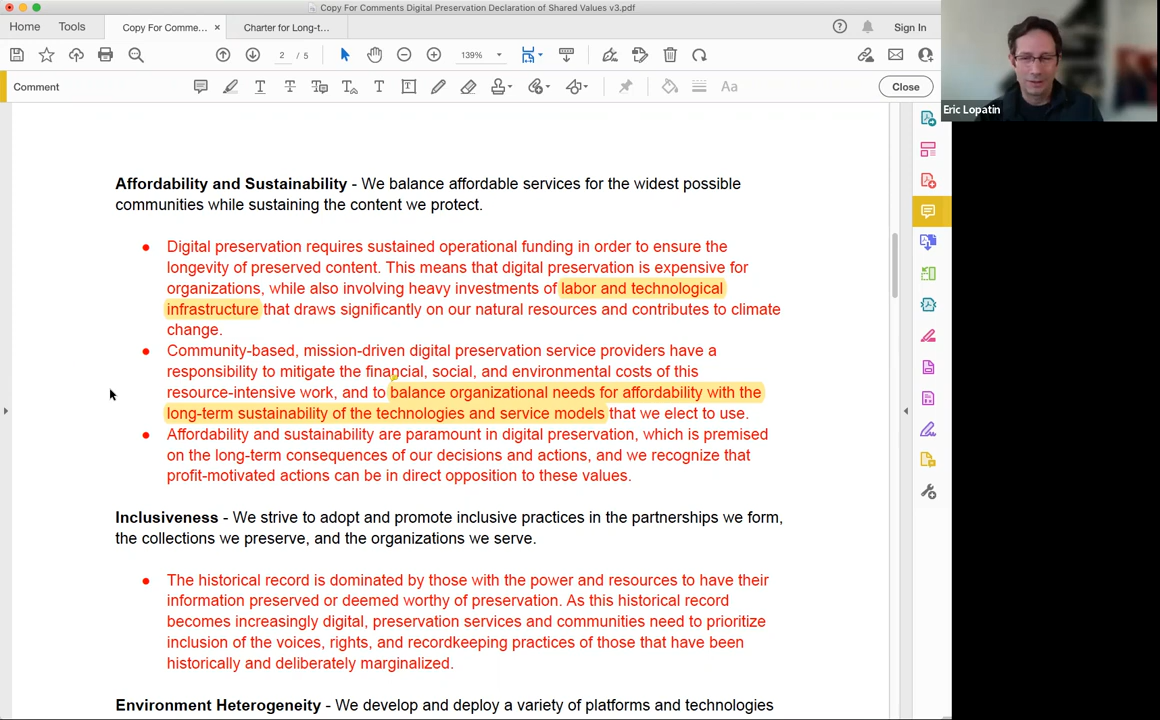 Copy For Comments Digital Preservation Declaration of Shared Values v3.pdf
Home Tools Copy For Comme... × Charter for Long-t... Sign In
2 / 5 139%
Comment Aa Close
Eric Lopatin
Affordability and Sustainability - We balance affordable services for the widest possible
communities while sustaining the content we protect.
● Digital preservation requires sustained operational funding in order to ensure the
longevity of preserved content. This means that digital preservation is expensive for
organizations, while also involving heavy investments of labor and technological
infrastructure that draws significantly on our natural resources and contributes to climate
change.
● Community-based, mission-driven digital preservation service providers have a
responsibility to mitigate the financial, social, and environmental costs of this
resource-intensive work, and to balance organizational needs for affordability with the
long-term sustainability of the technologies and service models that we elect to use.
● Affordability and sustainability are paramount in digital preservation, which is premised
on the long-term consequences of our decisions and actions, and we recognize that
profit-motivated actions can be in direct opposition to these values.
Inclusiveness - We strive to adopt and promote inclusive practices in the partnerships we form,
the collections we preserve, and the organizations we serve.
● The historical record is dominated by those with the power and resources to have their
information preserved or deemed worthy of preservation. As this historical record
becomes increasingly digital, preservation services and communities need to prioritize
inclusion of the voices, rights, and recordkeeping practices of those that have been
historically and deliberately marginalized.
Environment Heterogeneity - We develop and deploy a variety of platforms and technologies